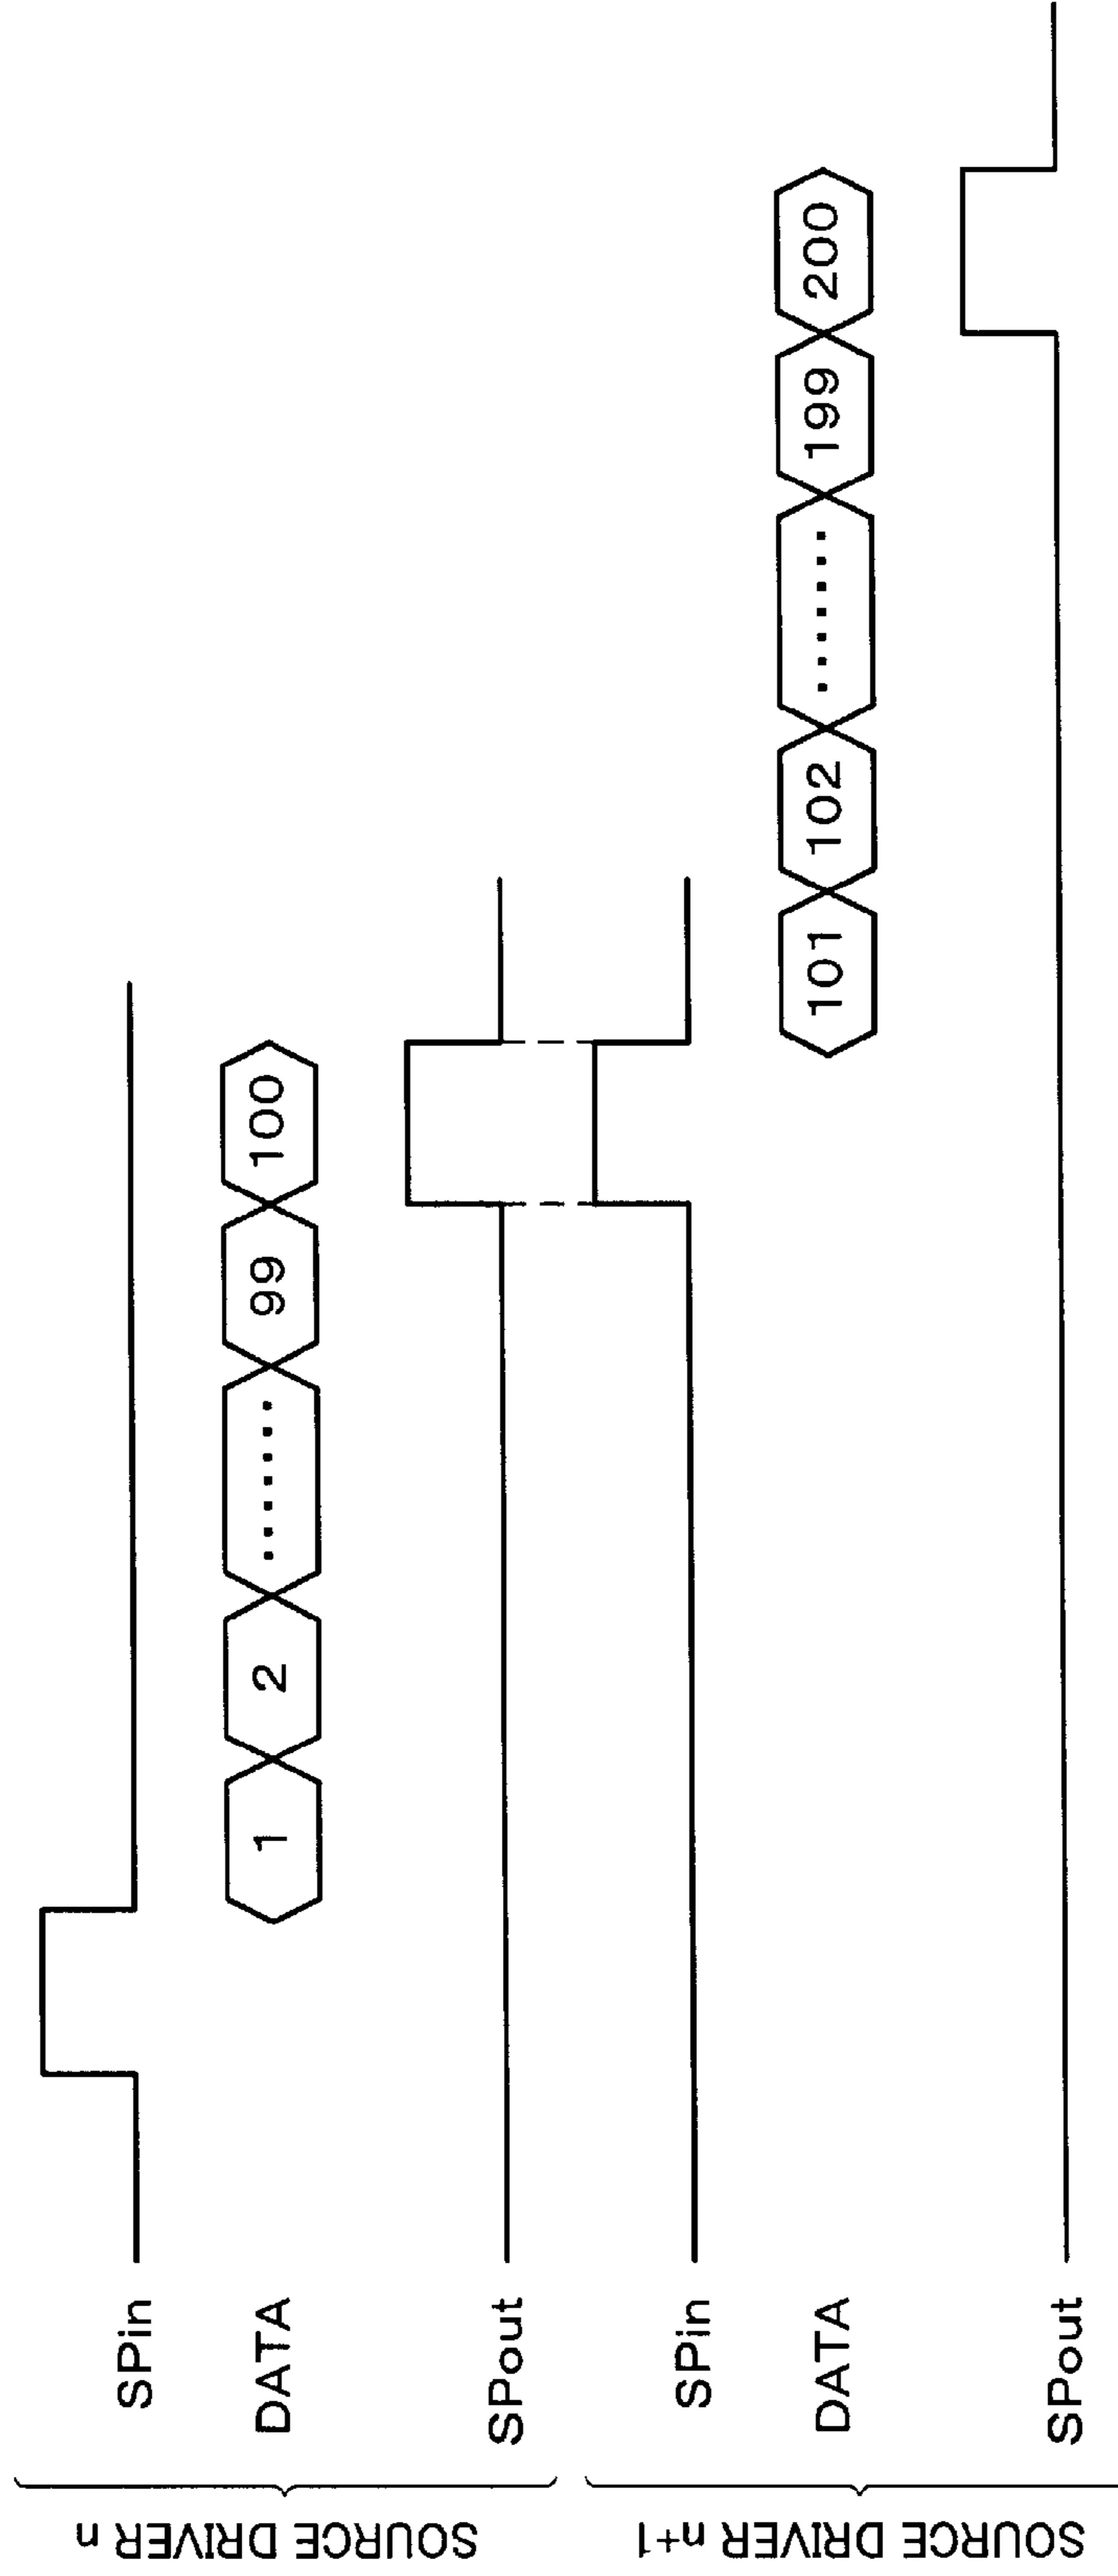 SOURCE DRIVER n
SPin
DATA
1 2 ....... 99 100
SPout
SOURCE DRIVER n+1
SPin
DATA
101 102 ....... 199 200
SPout